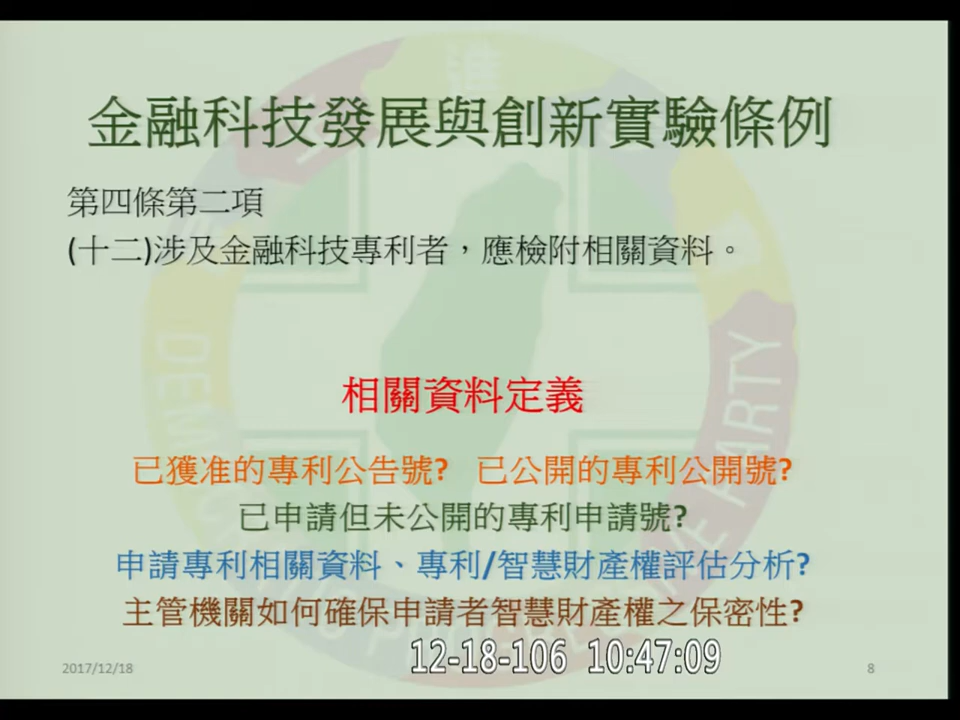 金融科技發展與創新實驗條例
第四條第二項
(十二)涉及金融科技專利者，應檢附相關資料。
相關資料定義
已獲准的專利公告號? 已公開的專利公開號?
已申請但未公開的專利申請號?
申請專利相關資料、專利/智慧財產權評估分析?
主管機關如何確保申請者智慧財產權之保密性?
12-18-106 10:47:09
2017/12/18 8